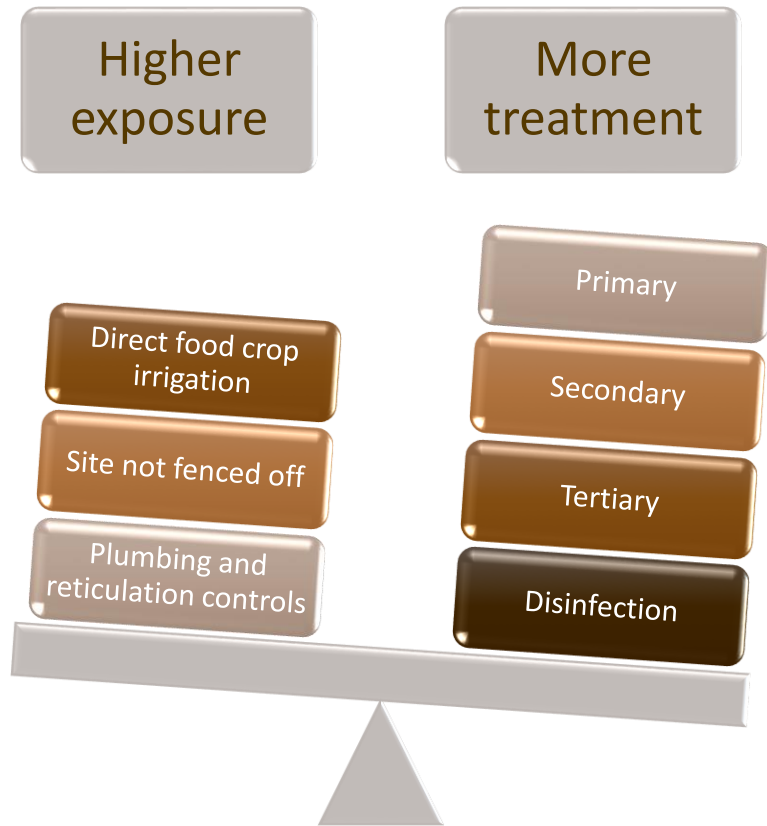 Higher
exposure
More
treatment
Direct food crop
irrigation
Site not fenced off
Plumbing and
reticulation controls
Primary
Secondary
Tertiary
Disinfection